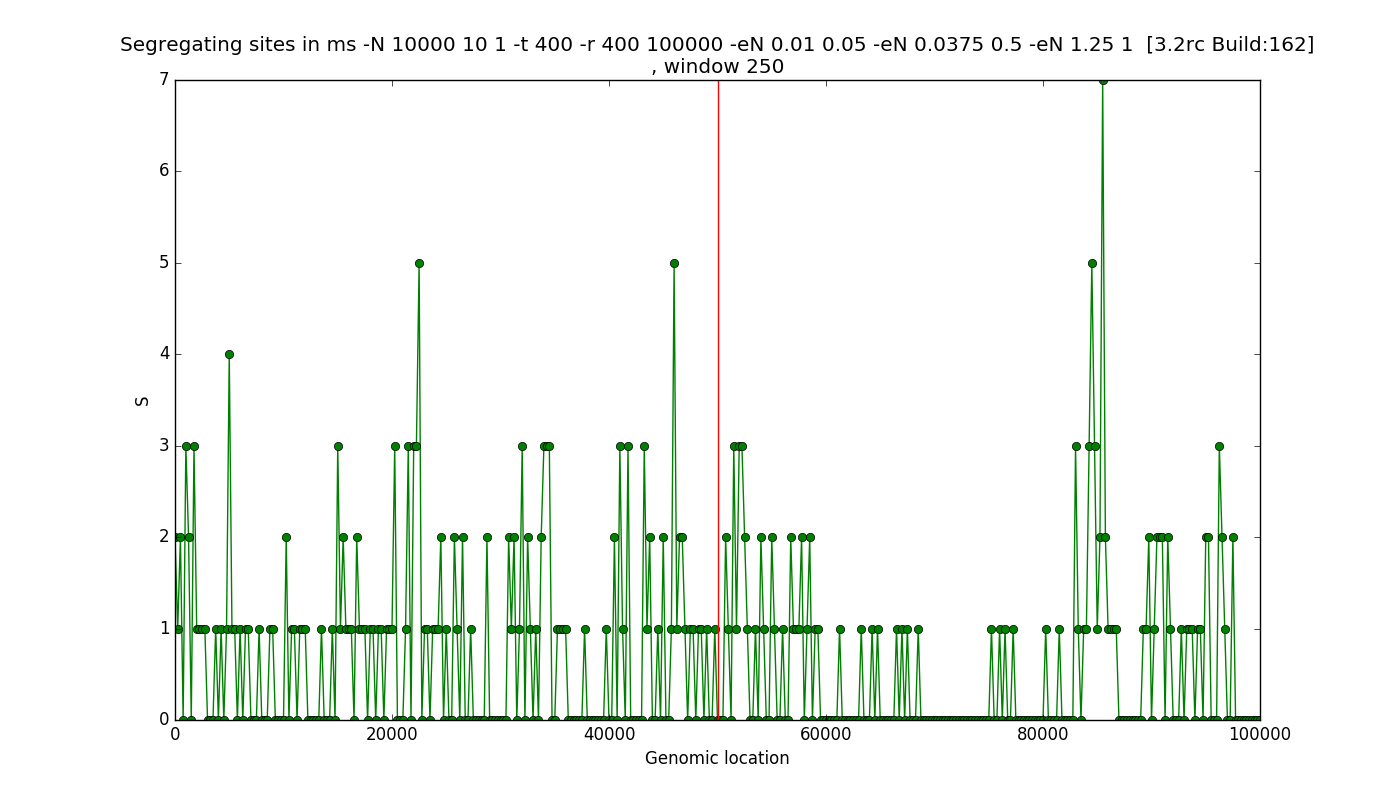 Segregating sites in ms -N 10000 10 1 -t 400 -r 400 100000 -eN 0.01 0.05 -eN 0.0375 0.5 -eN 1.25 1  [3.2rc Build:162]
, window 250
7
6
5
4
3
2
1
0
S
0 20000 40000 60000 80000 100000
Genomic location